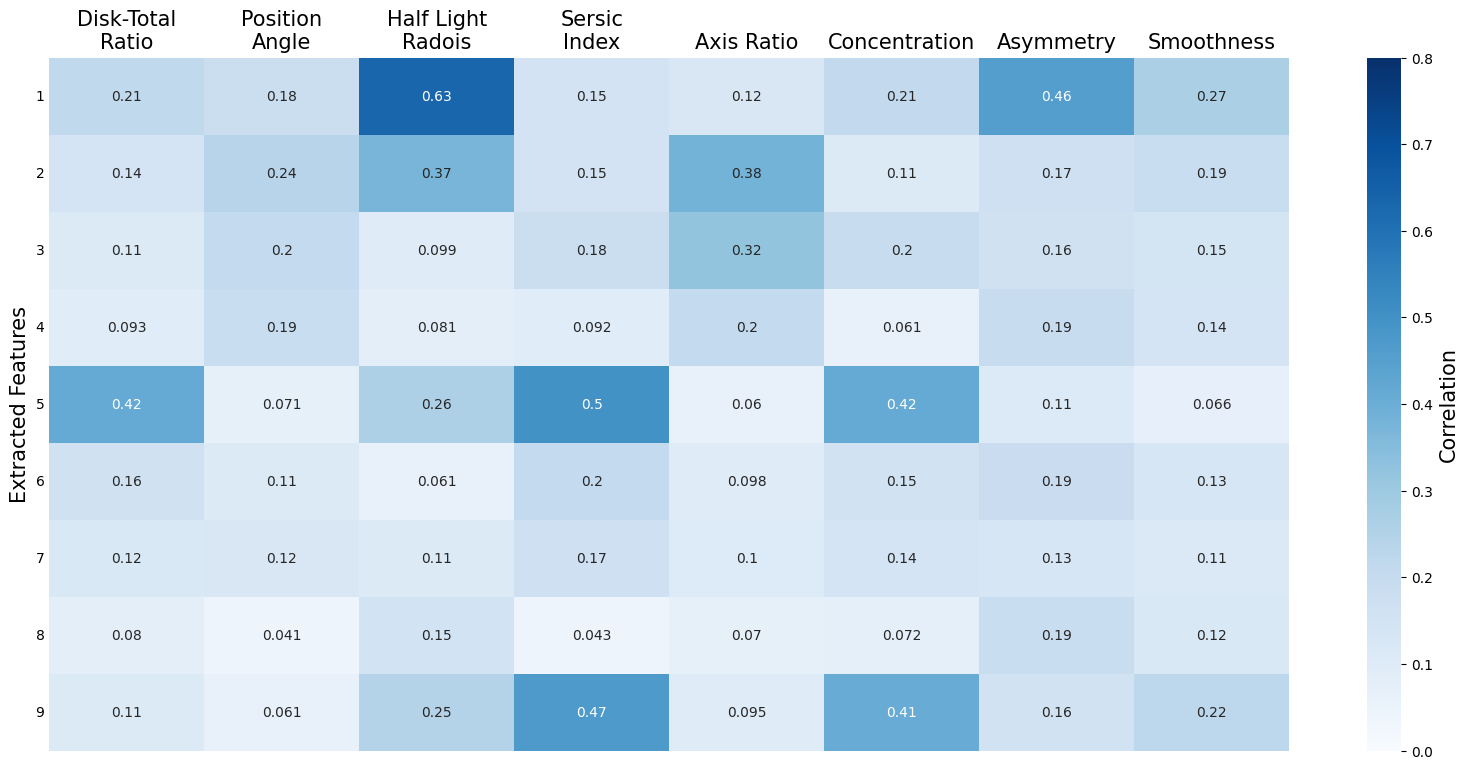 Disk-Total Ratio
Position Angle
Half Light Radois
Sersic Index
Axis Ratio
Concentration
Asymmetry
Smoothness
Extracted Features
1 0.21 0.18 0.63 0.15 0.12 0.21 0.46 0.27
2 0.14 0.24 0.37 0.15 0.38 0.11 0.17 0.19
3 0.11 0.2 0.099 0.18 0.32 0.2 0.16 0.15
4 0.093 0.19 0.081 0.092 0.2 0.061 0.19 0.14
5 0.42 0.071 0.26 0.5 0.06 0.42 0.11 0.066
6 0.16 0.11 0.061 0.2 0.098 0.15 0.19 0.13
7 0.12 0.12 0.11 0.17 0.1 0.14 0.13 0.11
8 0.08 0.041 0.15 0.043 0.07 0.072 0.19 0.12
9 0.11 0.061 0.25 0.47 0.095 0.41 0.16 0.22
0.8
0.7
0.6
0.5
0.4
0.3
0.2
0.1
0.0
Correlation